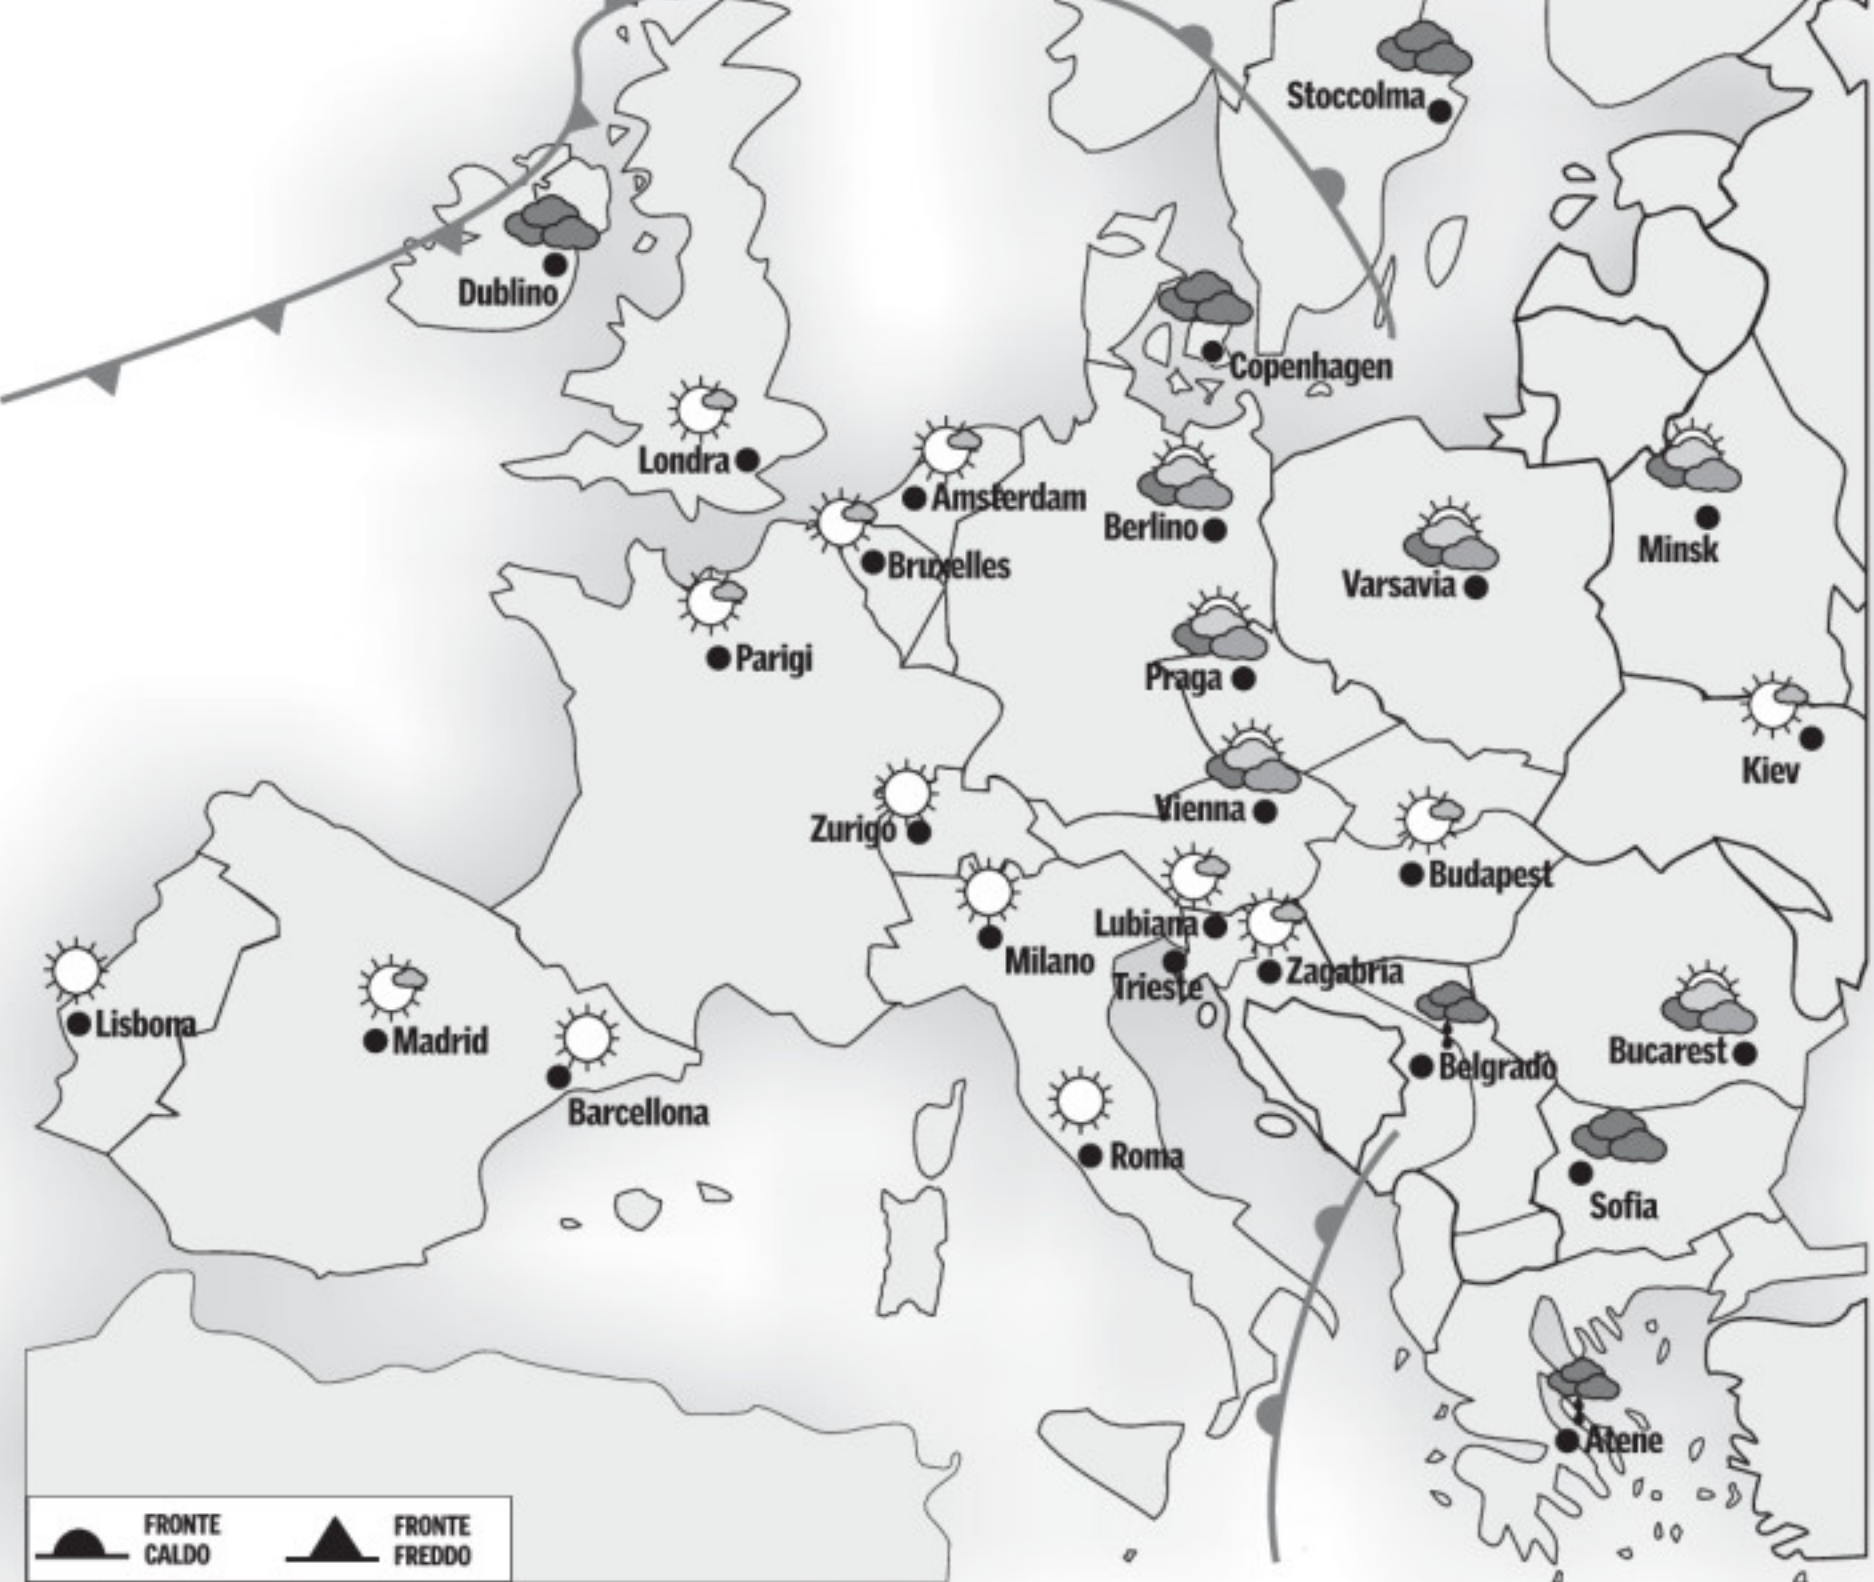 Stoccolma
Dublino
Copenhagen
Londra
Amsterdam
Berlino
Minsk
Bruxelles
Varsavia
Parigi
Praga
Kiev
Vienna
Zurigo
Budapest
Lubiana
Milano
Zagabria
Trieste
Lisbona
Madrid
Bucarest
Belgrado
Barcellona
Roma
Sofia
Atene
FRONTE
CALDO
FRONTE
FREDDO